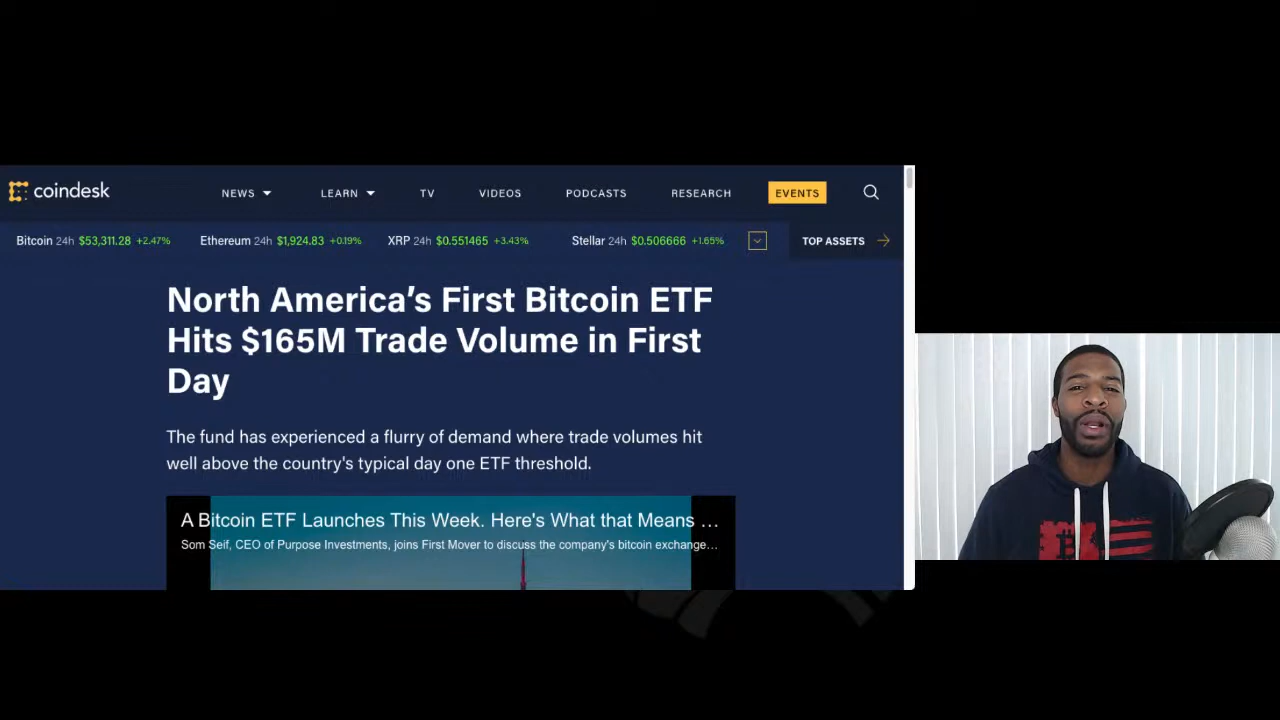 coindesk
NEWS LEARN TV VIDEOS PODCASTS RESEARCH EVENTS
Bitcoin 24h $53,311.28 +2.47% Ethereum 24h $1,924.83 +0.19% XRP 24h $0.551465 +3.43% Stellar 24h $0.506666 +1.65% TOP ASSETS
North America’s First Bitcoin ETF
Hits $165M Trade Volume in First
Day
The fund has experienced a flurry of demand where trade volumes hit
well above the country's typical day one ETF threshold.
A Bitcoin ETF Launches This Week. Here's What that Means …
Som Seif, CEO of Purpose Investments, joins First Mover to discuss the company's bitcoin exchange…